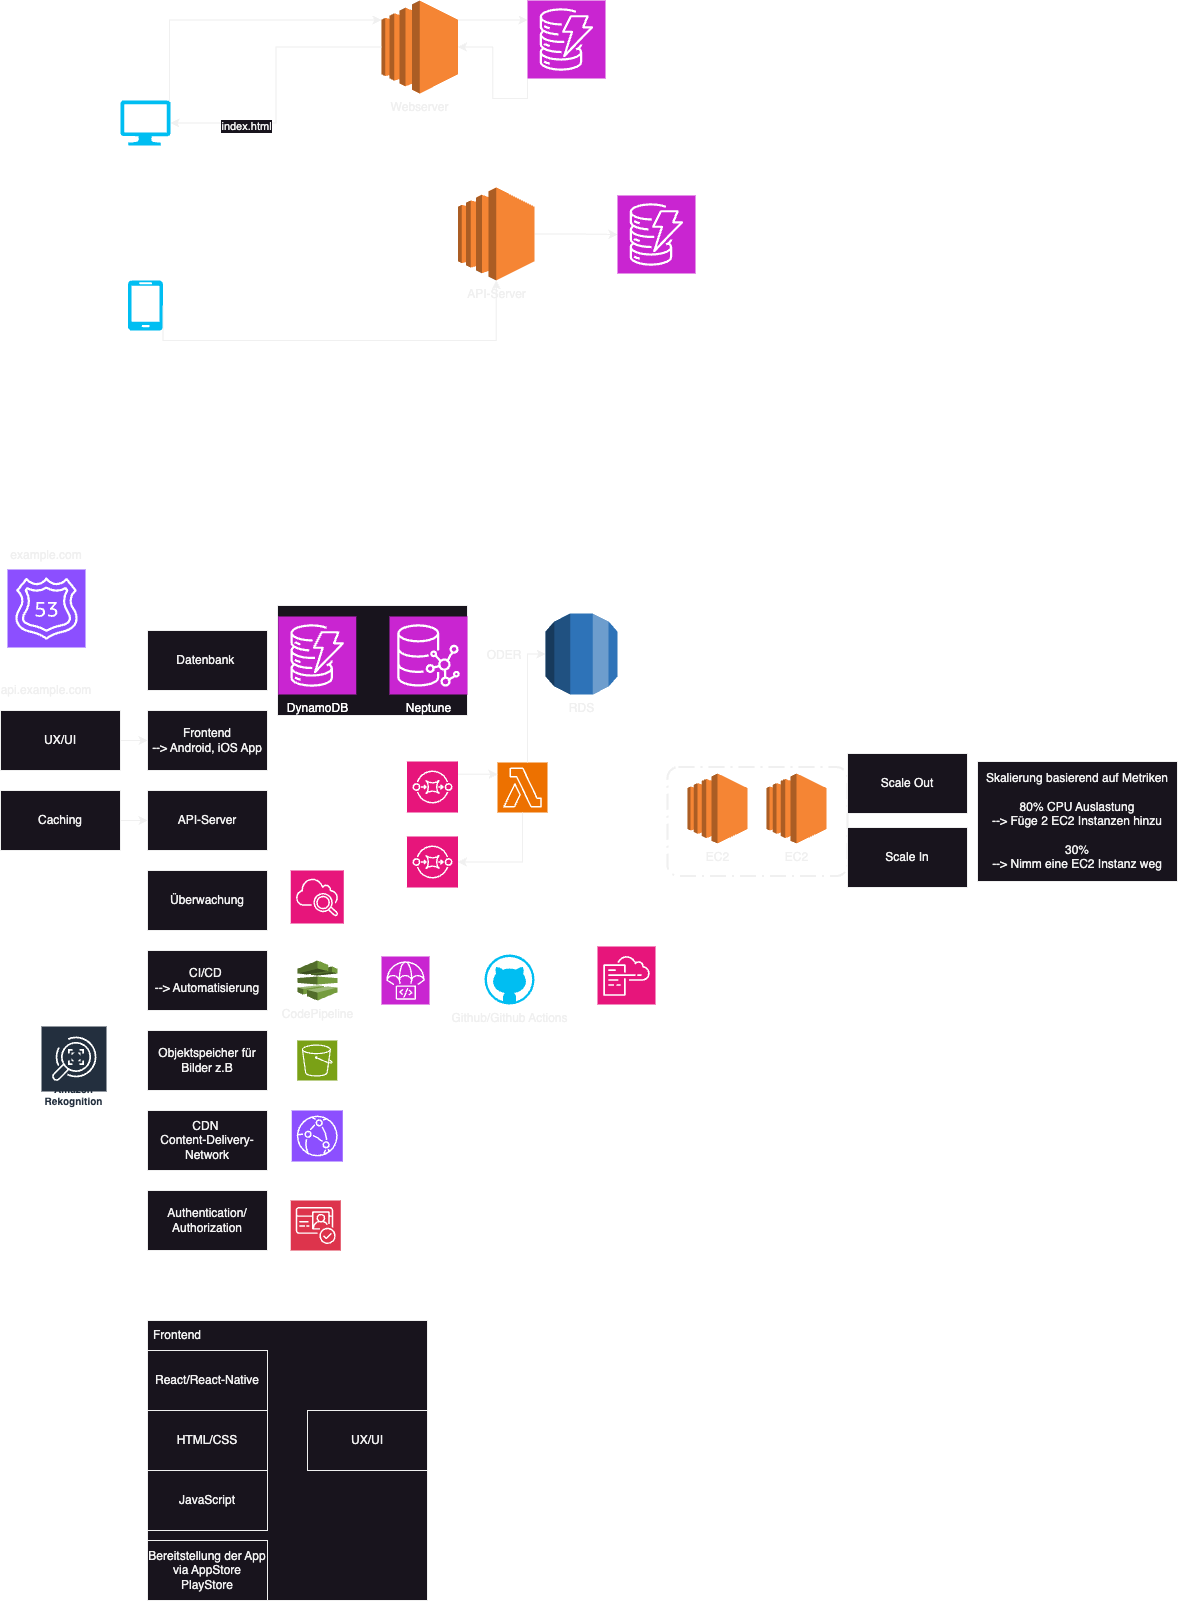 Webserver
index.html
API-Server
example.com
53
api.example.com
Datenbank
DynamoDB
Neptune
ODER
RDS
UX/UI
Frontend
--> Android, iOS App
Caching
API-Server
EC2
EC2
Scale Out
Scale In
Skalierung basierend auf Metriken
80% CPU Auslastung
--> Füge 2 EC2 Instanzen hinzu
30%
--> Nimm eine EC2 Instanz weg
Überwachung
CI/CD
--> Automatisierung
CodePipeline
Github/Github Actions
Amazon
Rekognition
Objektspeicher für
Bilder z.B
CDN
Content-Delivery-
Network
Authentication/
Authorization
Frontend
React/React-Native
HTML/CSS
UX/UI
JavaScript
Bereitstellung der App
via AppStore
PlayStore